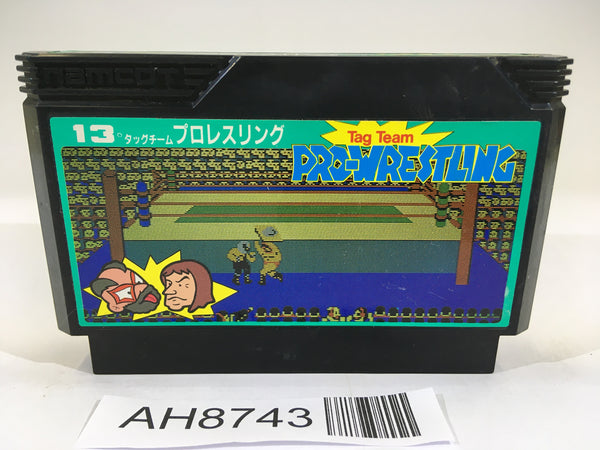 namcot
13
タッグチーム プロレスリング
Tag Team
PRO-WRESTLING
AH8743